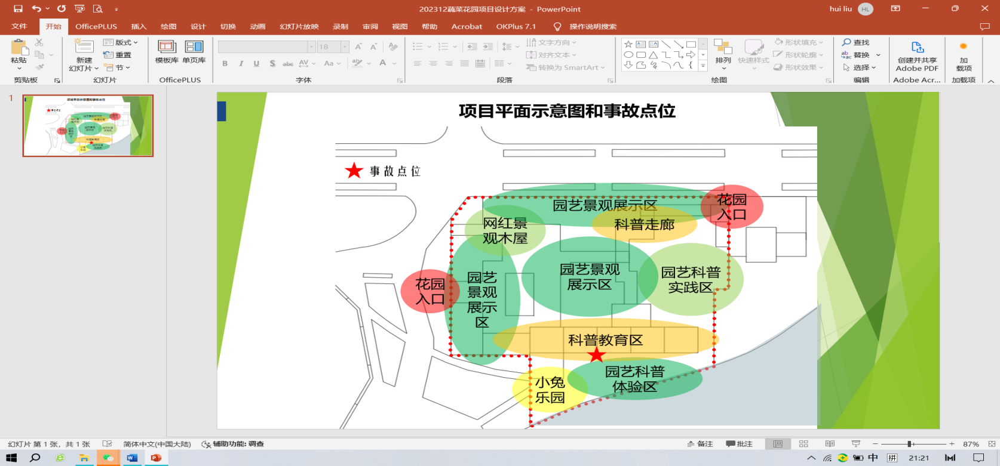 202312蔬菜花园项目设计方案 - PowerPoint
hui liu HL
文件 开始 OfficePLUS 插入 绘图 设计 切换 动画 幻灯片放映 录制 审阅 视图 帮助 Acrobat OKPlus 7.1 操作说明搜索
粘贴
剪贴板
新建
幻灯片
版式
重置
节
幻灯片
模板库 单页库
OfficePLUS
18
B I U S abc AV Aa A
字体
文字方向
对齐文本
转换为 SmartArt
段落
排列 快速样式
形状填充
形状轮廓
形状效果
绘图
查找
替换
选择
编辑
创建并共享
Adobe PDF
Adobe Acr...
加
载项
加载项
1
项目平面示意图和事故点位
事故点位
园艺景观展示区
花园
入口
网红景
观木屋
科普走廊
园艺景观
展示区
园艺科普
实践区
花园
入口
园艺
景观
展示
区
科普教育区
园艺科普
体验区
小兔
乐园
幻灯片 第 1 张，共 1 张 简体中文(中国大陆) 辅助功能: 调查
备注 批注 87%
中 拼 21:21